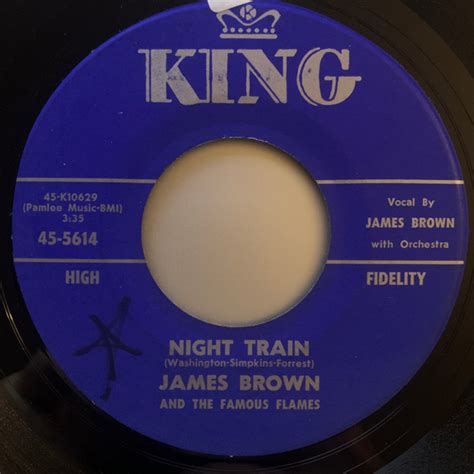 KING
45-K10629
(Pamlee Music-BMI)
3:35
45-5614
Vocal By
JAMES BROWN
with Orchestra
HIGH
FIDELITY
NIGHT TRAIN
(Washington-Simpkins-Forrest)
JAMES BROWN
AND THE FAMOUS FLAMES